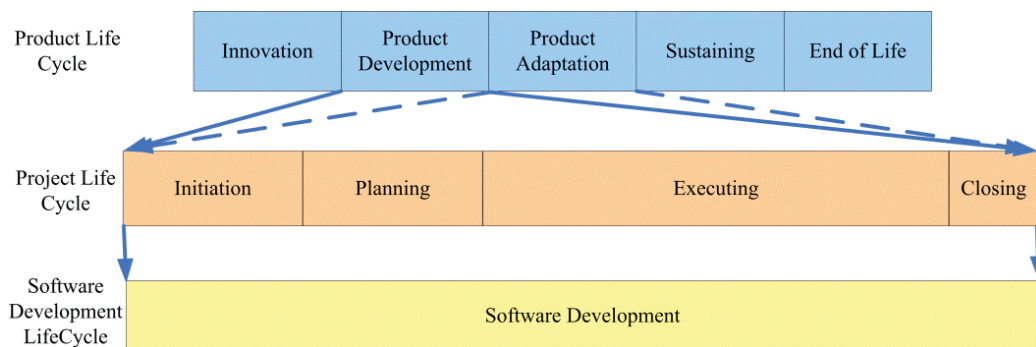 Product Life
Cycle
Innovation
Product
Development
Product
Adaptation
Sustaining
End of Life
Project Life
Cycle
Initiation
Planning
Executing
Closing
Software
Development
LifeCycle
Software Development